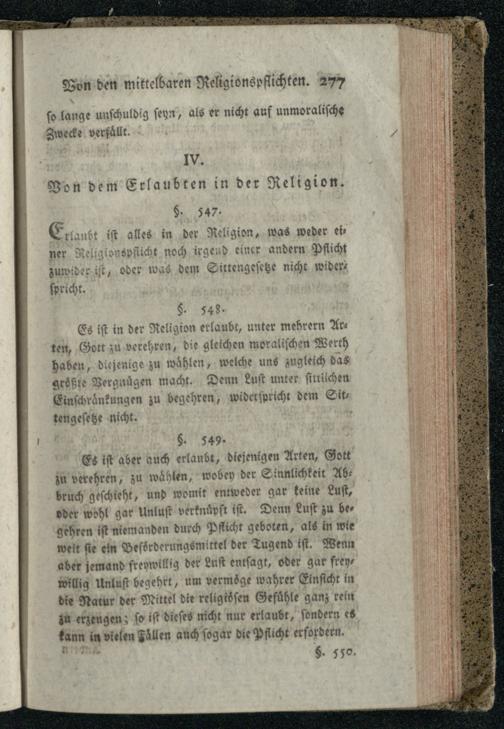 Von den mittelbaren Religionspflichten. 277
so lange unschuldig seyn, als er nicht auf unmoralische
Zwecke verfällt.
IV.
Von dem Erlaubten in der Religion.
§. 547.
Erlaubt ist alles in der Religion, was weder ei-
ner Religionspflicht noch irgend einer andern Pflicht
zuwider ist, oder was dem Sittengesetze nicht wider-
spricht.
§. 548.
Es ist in der Religion erlaubt, unter mehrern Ar-
ten, Gott zu verehren, die gleichen moralischen Werth
haben, diejenige zu wählen, welche uns zugleich das
größte Vergnügen macht. Denn Lust unter sittlichen
Einschränkungen zu begehren, widerspricht dem Sit-
tengesetze nicht.
§. 549.
Es ist aber auch erlaubt, diejenigen Arten, Gott
zu verehren, zu wählen, wobey der Sinnlichkeit Ab-
bruch geschieht, und womit entweder gar keine Lust,
oder wohl gar Unlust verknüpft ist. Denn Lust zu be-
gehren ist niemanden durch Pflicht geboten, als in wie
weit sie ein Beförderungsmittel der Tugend ist. Wenn
aber jemand freywillig der Lust entsagt, oder gar frey-
willig Unlust begehrt, um vermöge wahrer Einsicht in
die Natur der Mittel die religiösen Gefühle ganz rein
zu erzeugen; so ist dieses nicht nur erlaubt, sondern es
kann in vielen Fällen auch sogar die Pflicht erfordern.
§. 550.